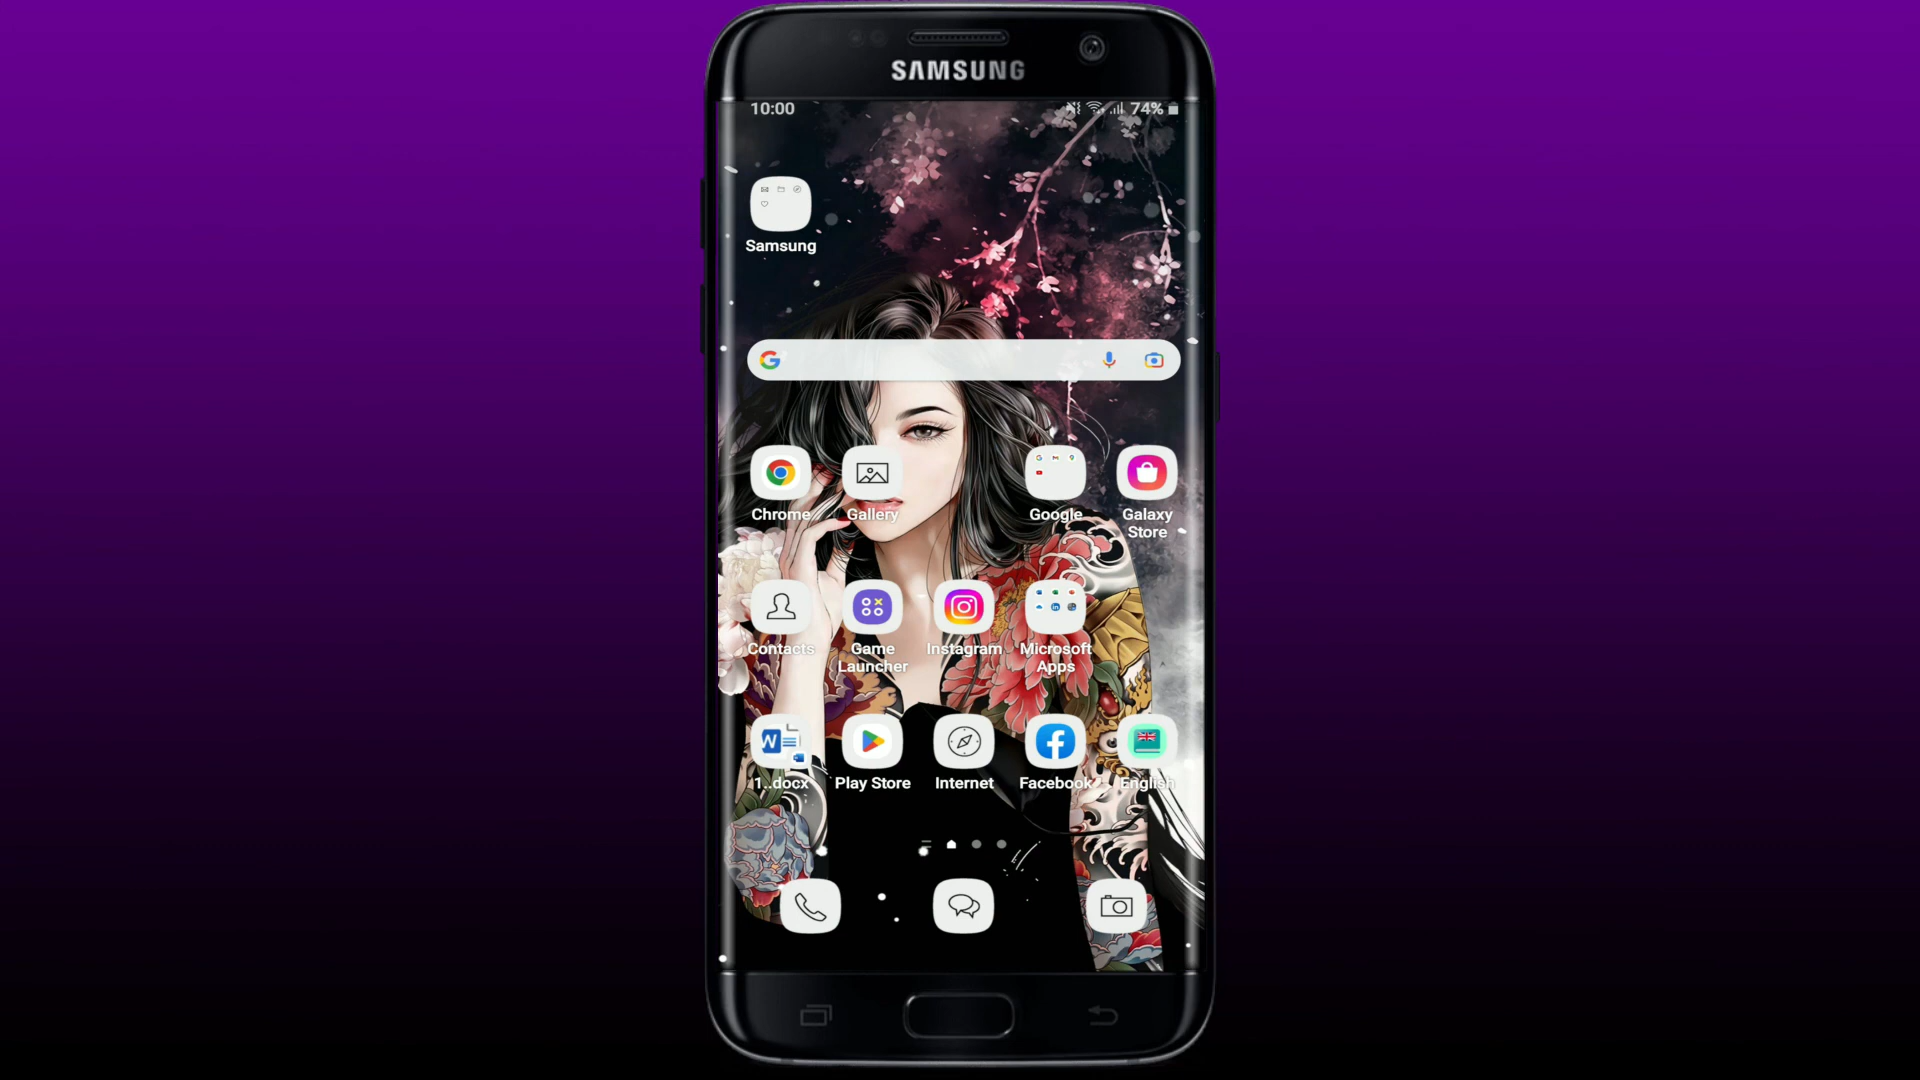 SAMSUNG
10:00 74%
Samsung
Chrome Gallery Google Galaxy Store
Contacts Game Launcher Instagram Microsoft Apps
W
1..docx Play Store Internet Facebook English